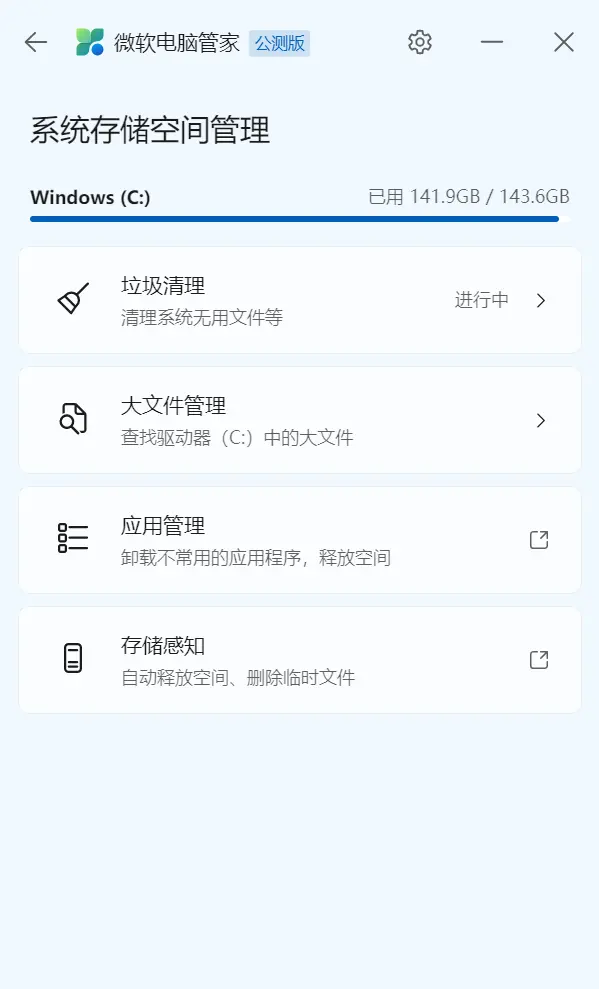 微软电脑管家 公测版
系统存储空间管理
Windows (C:) 已用 141.9GB / 143.6GB
垃圾清理
清理系统无用文件等
进行中
大文件管理
查找驱动器（C:）中的大文件
应用管理
卸载不常用的应用程序，释放空间
存储感知
自动释放空间、删除临时文件